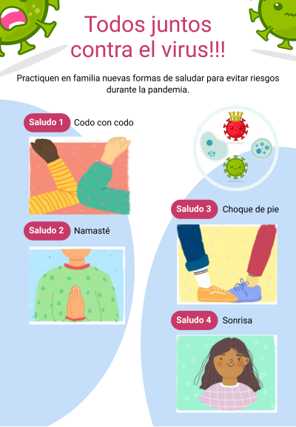 Todos juntos
contra el virus!!!
Practiquen en familia nuevas formas de saludar para evitar riesgos
durante la pandemia.
Saludo 1 Codo con codo
Saludo 2 Namasté
Saludo 3 Choque de pie
Saludo 4 Sonrisa